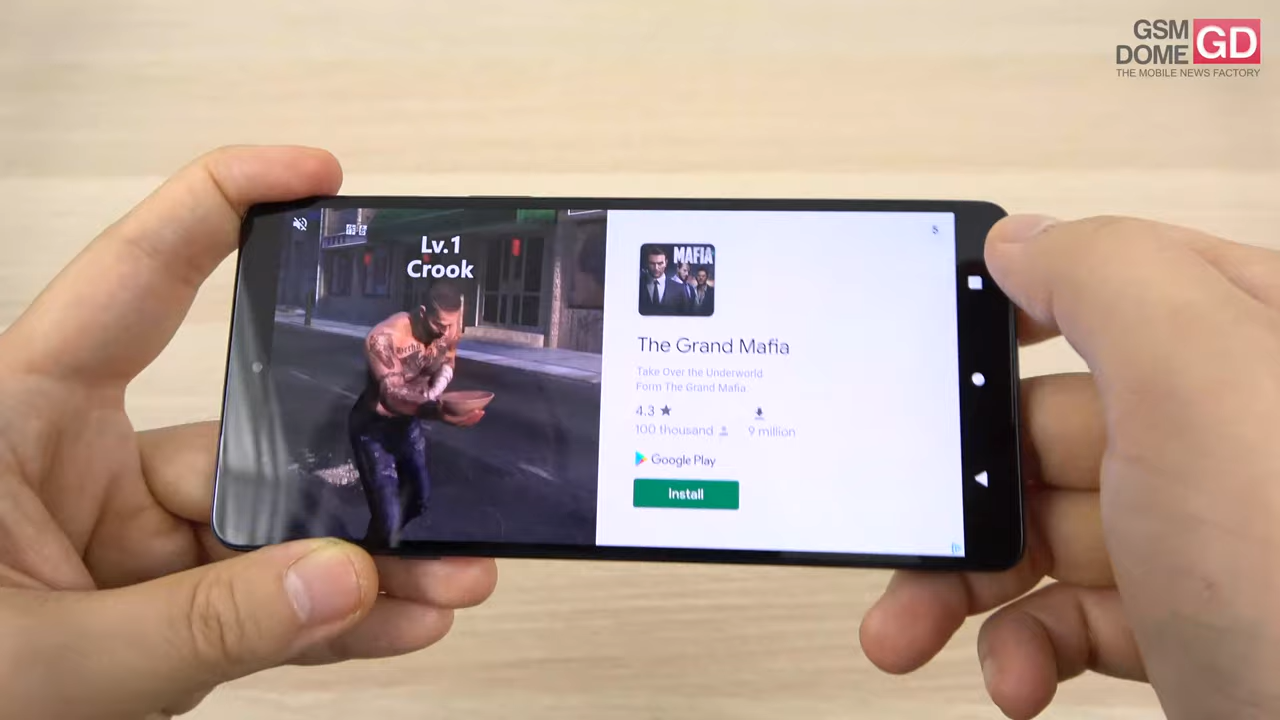 GSM
DOME GD
THE MOBILE NEWS FACTORY
Lv.1
Crook
5
MAFIA
The Grand Mafia
Take Over the Underworld
Form The Grand Mafia
4.3 ★
100 thousand
9 million
Google Play
Install